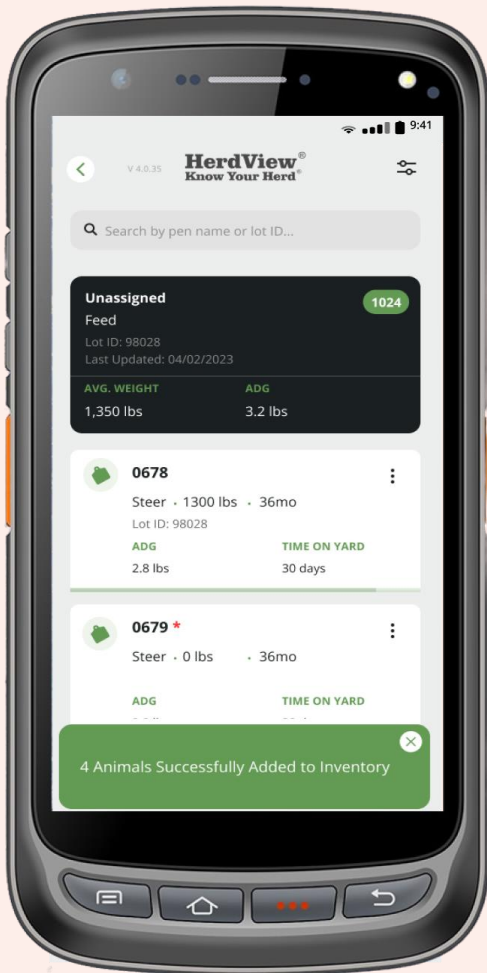 9:41
V 4.0.35
HerdView®
Know Your Herd®
Search by pen name or lot ID...
Unassigned
1024
Feed
Lot ID: 98028
Last Updated: 04/02/2023
AVG. WEIGHT ADG
1,350 lbs 3.2 lbs
0678
Steer • 1300 lbs • 36mo
Lot ID: 98028
ADG TIME ON YARD
2.8 lbs 30 days
0679 *
Steer • 0 lbs • 36mo
ADG TIME ON YARD
4 Animals Successfully Added to Inventory